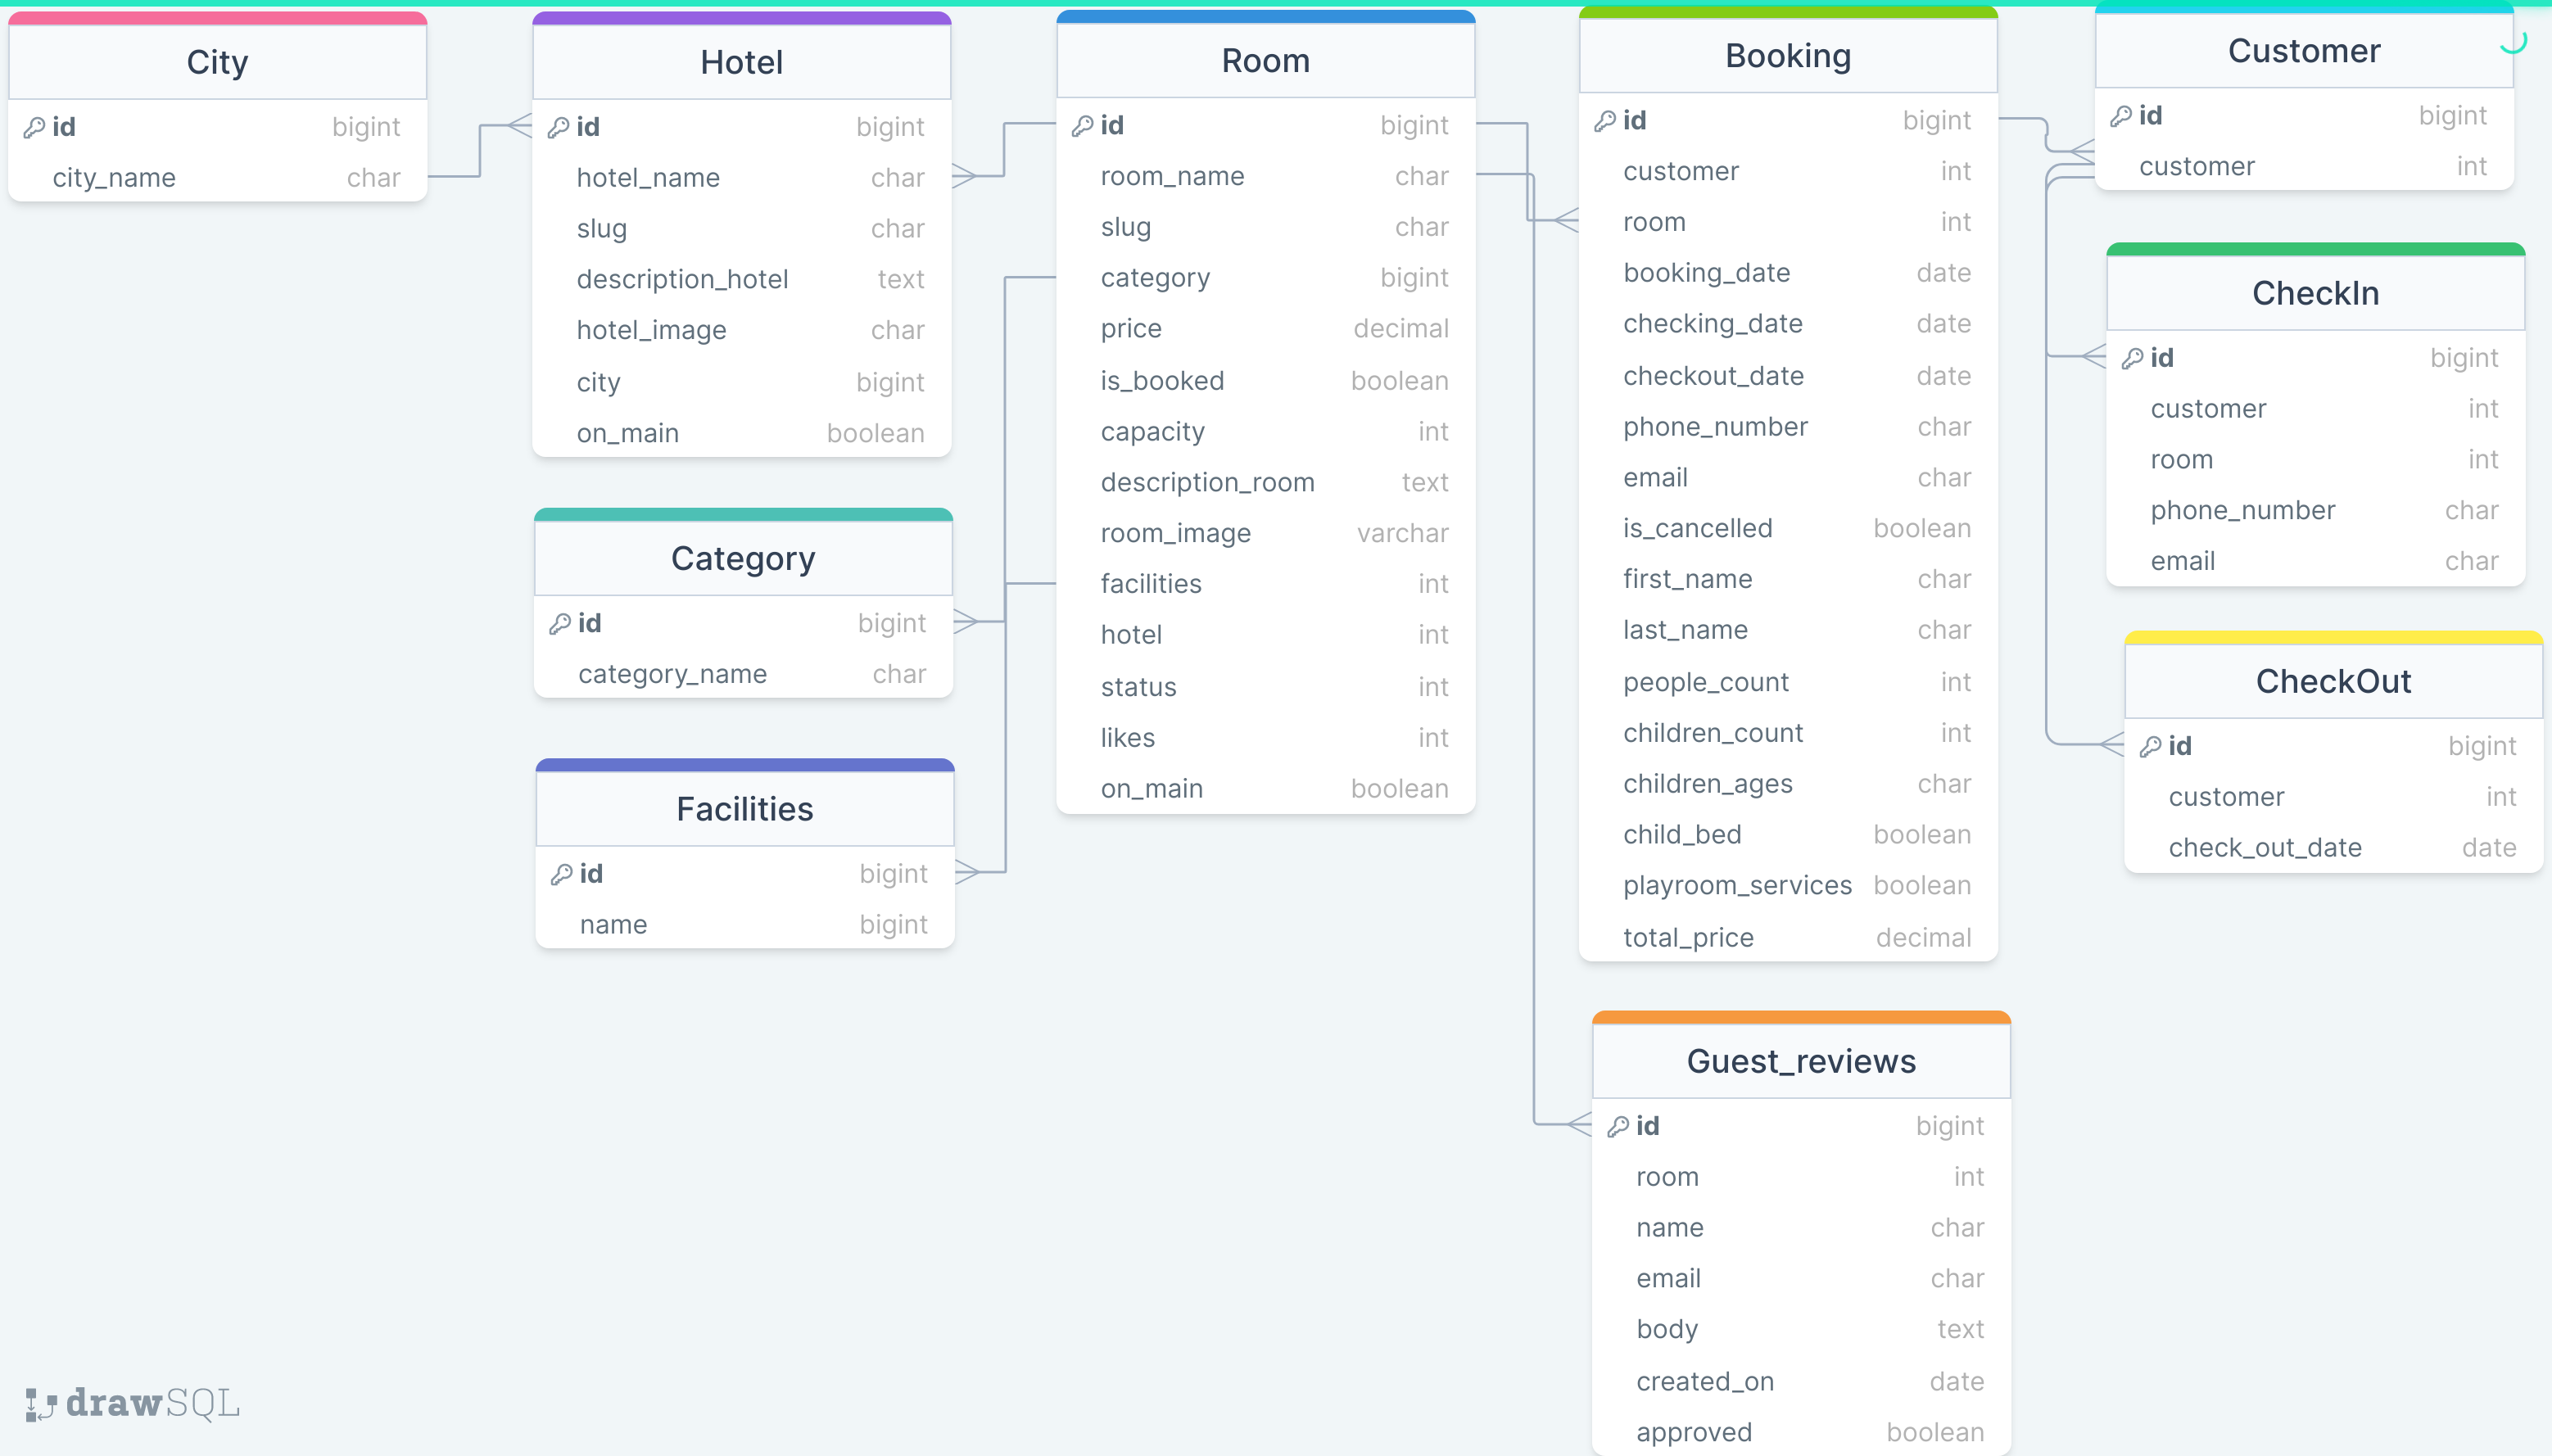 City
id bigint
city_name char
Hotel
id bigint
hotel_name char
slug char
description_hotel text
hotel_image char
city bigint
on_main boolean
Category
id bigint
category_name char
Facilities
id bigint
name bigint
Room
id bigint
room_name char
slug char
category bigint
price decimal
is_booked boolean
capacity int
description_room text
room_image varchar
facilities int
hotel int
status int
likes int
on_main boolean
Booking
id bigint
customer int
room int
booking_date date
checking_date date
checkout_date date
phone_number char
email char
is_cancelled boolean
first_name char
last_name char
people_count int
children_count int
children_ages char
child_bed boolean
playroom_services boolean
total_price decimal
Guest_reviews
id bigint
room int
name char
email char
body text
created_on date
approved boolean
Customer
id bigint
customer int
CheckIn
id bigint
customer int
room int
phone_number char
email char
CheckOut
id bigint
customer int
check_out_date date
drawSQL